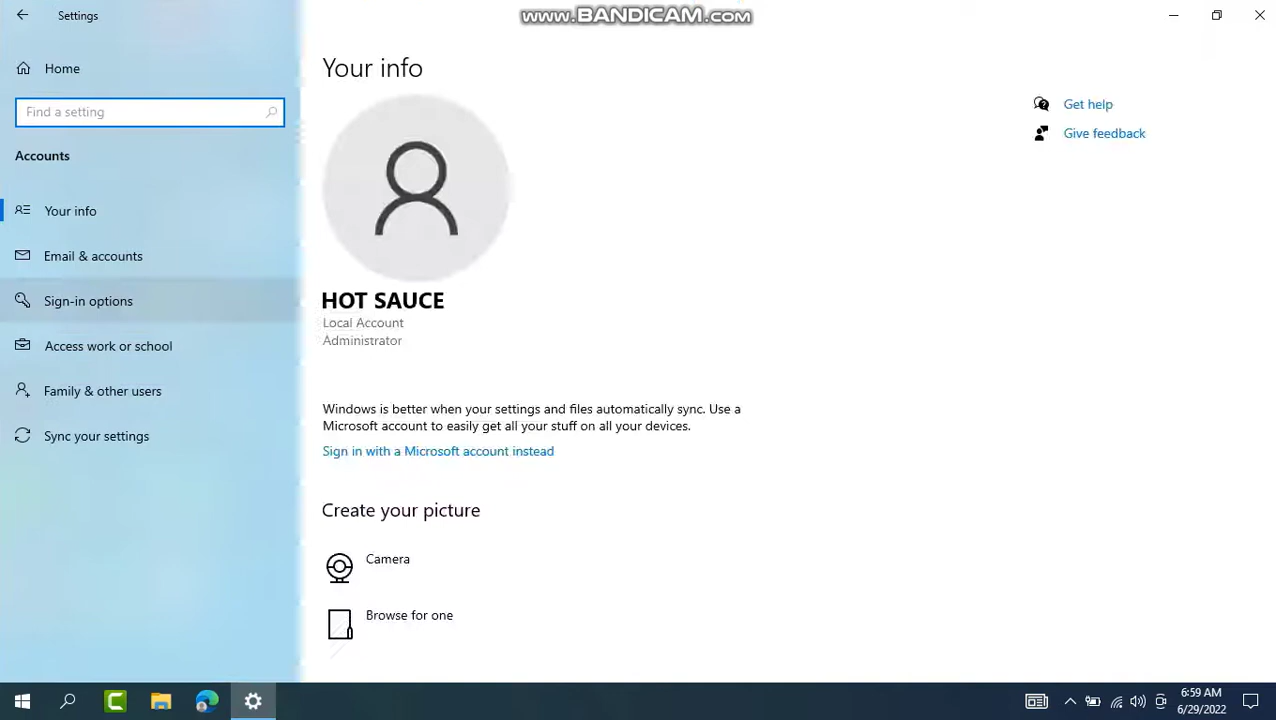 Settings
www.BANDICAM.com
Home
Find a setting
Accounts
Your info
Email & accounts
Sign-in options
Access work or school
Family & other users
Sync your settings
Your info
HOT SAUCE
Local Account
Administrator
Windows is better when your settings and files automatically sync. Use a
Microsoft account to easily get all your stuff on all your devices.
Sign in with a Microsoft account instead
Create your picture
Camera
Browse for one
Get help
Give feedback
6:59 AM
6/29/2022